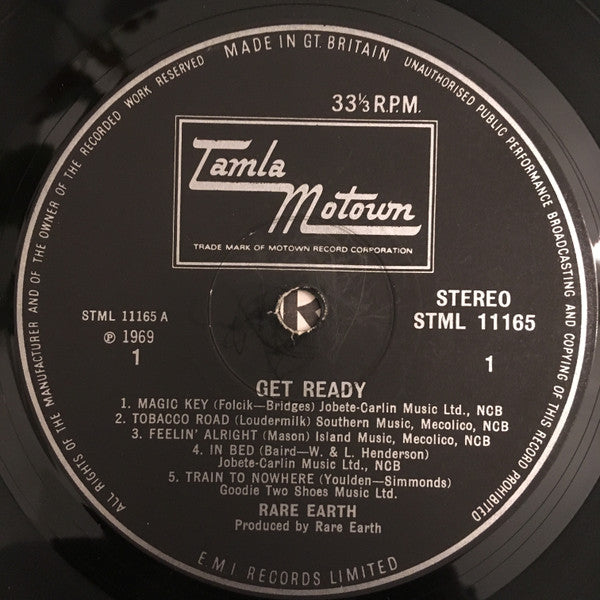 MADE IN GT. BRITAIN
UNAUTHORISED PUBLIC PERFORMANCE BROADCASTING AND COPYING OF THIS RECORD PROHIBITED
ALL RIGHTS OF THE MANUFACTURER AND OF THE OWNER OF THE RECORDED WORK RESERVED
33⅓ R.P.M.
Tamla
Motown
TRADE MARK OF MOTOWN RECORD CORPORATION
STML 11165 A
℗ 1969
1
STEREO
STML 11165
1
GET READY
1. MAGIC KEY (Folcik—Bridges) Jobete-Carlin Music Ltd., NCB
2. TOBACCO ROAD (Loudermilk) Southern Music, Mecolico, NCB
3. FEELIN' ALRIGHT (Mason) Island Music, Mecolico, NCB
4. IN BED (Baird—W. & L. Henderson)
Jobete-Carlin Music Ltd., NCB
5. TRAIN TO NOWHERE (Youlden—Simmonds)
Goodie Two Shoes Music Ltd.
RARE EARTH
Produced by Rare Earth
E.M.I RECORDS LIMITED